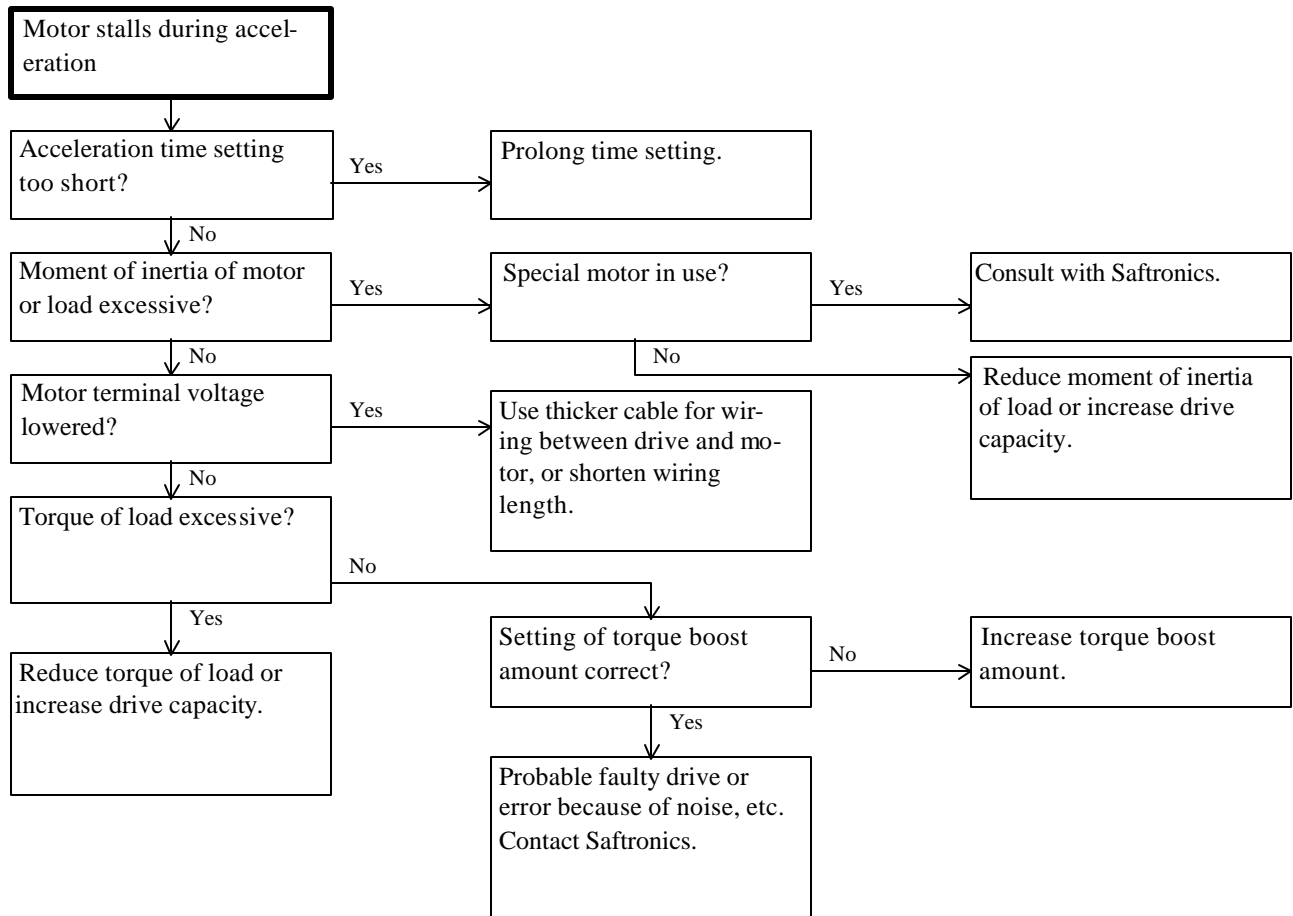 Motor stalls during accel-
eration
Acceleration time setting
too short?
Yes
Prolong time setting.
No
Moment of inertia of motor
or load excessive?
Yes
Special motor in use?
Yes
Consult with Saftronics.
No
No
Reduce moment of inertia
of load or increase drive
capacity.
Motor terminal voltage
lowered?
Yes
Use thicker cable for wir-
ing between drive and mo-
tor, or shorten wiring
length.
No
Torque of load excessive?
No
Yes
Reduce torque of load or
increase drive capacity.
Setting of torque boost
amount correct?
No
Increase torque boost
amount.
Yes
Probable faulty drive or
error because of noise, etc.
Contact Saftronics.